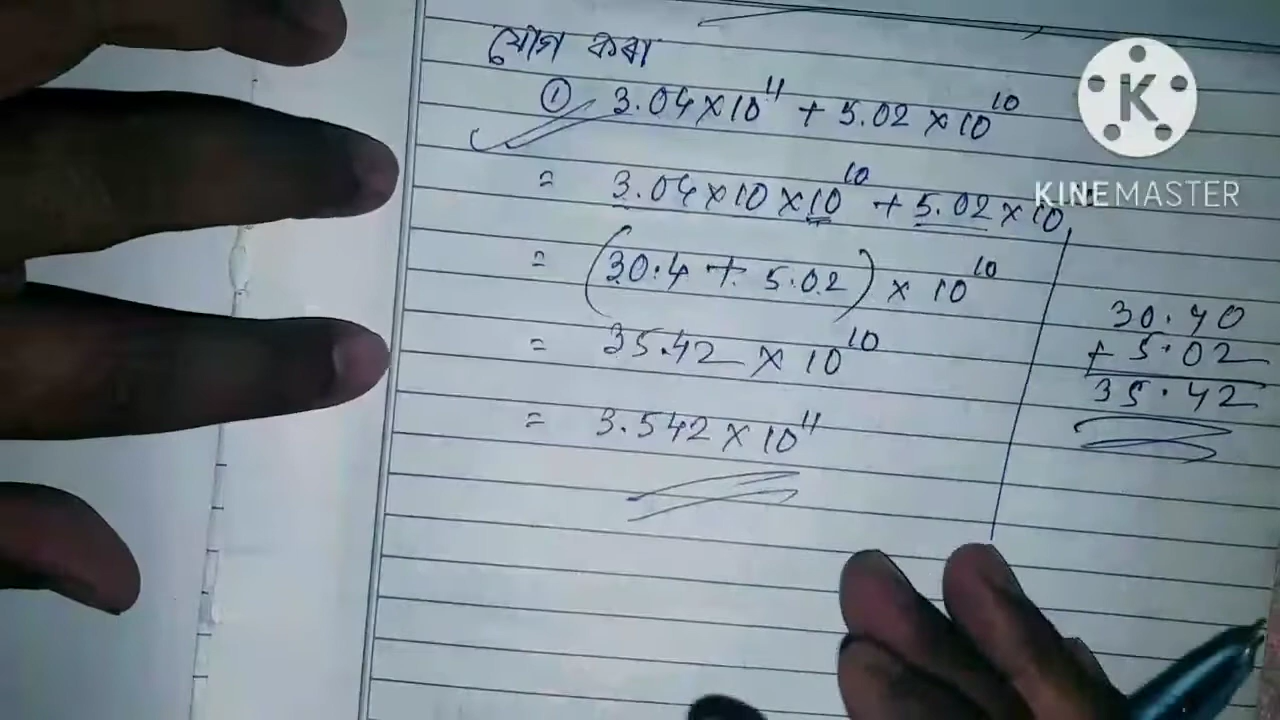 যোগ কৰা
① 3.04×10¹¹ + 5.02×10¹⁰
= 3.04×10×10¹⁰ + 5.02×10
= (30.4 + 5.02) × 10¹⁰
= 35.42 × 10¹⁰
= 3.542×10¹¹
30.40
+ 5.02
35.42
K
KINEMASTER